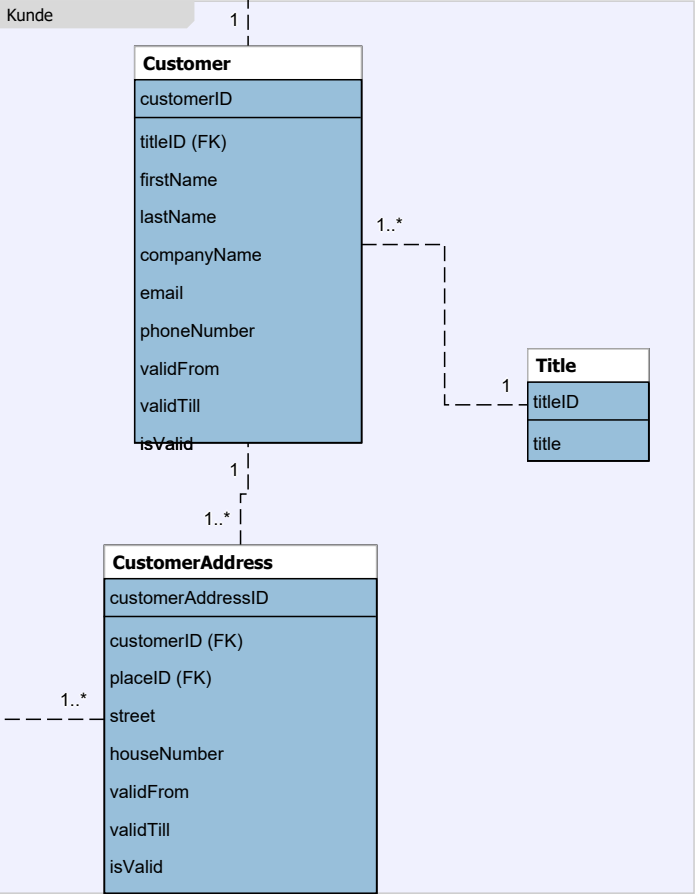 Kunde
1
Customer
customerID
titleID (FK)
firstName
lastName
companyName
email
phoneNumber
validFrom
validTill
isValid
1..*
1
Title
titleID
title
1
1..*
CustomerAddress
customerAddressID
customerID (FK)
placeID (FK)
street
houseNumber
validFrom
validTill
isValid
1..*